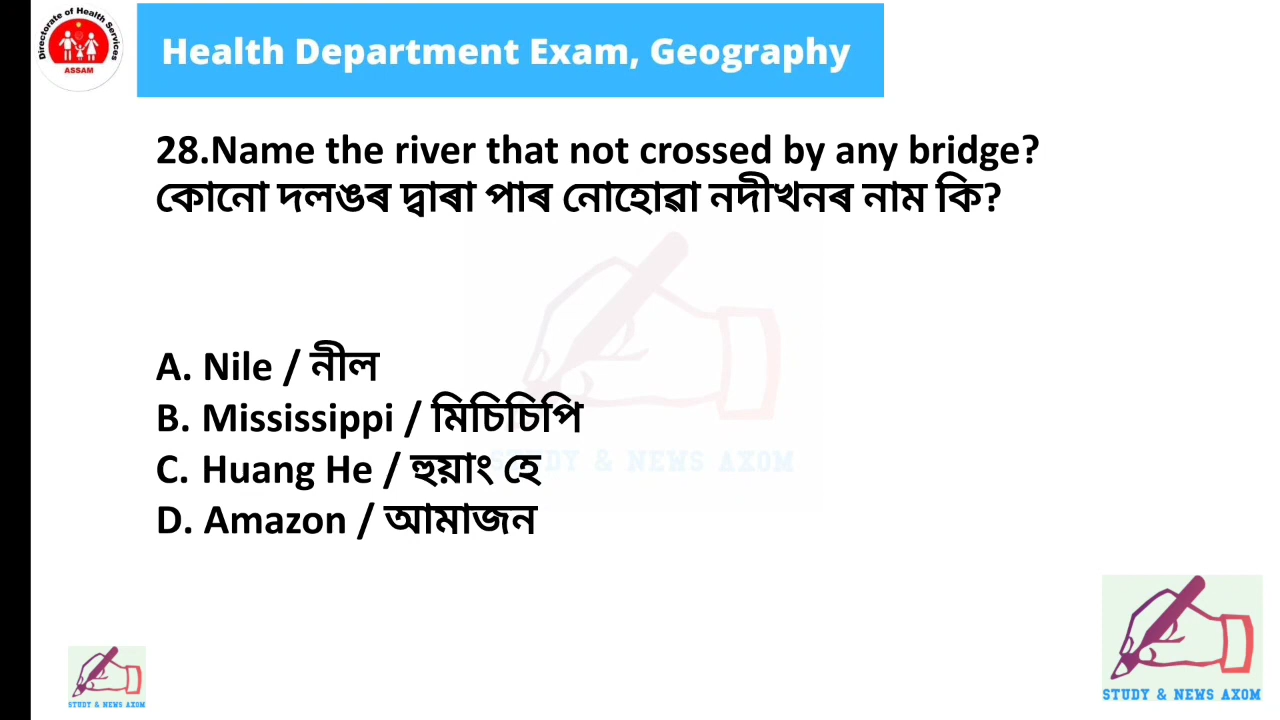 Directorate of Health Services
ASSAM
Health Department Exam, Geography
28.Name the river that not crossed by any bridge?
কোনো দলঙৰ দ্বাৰা পাৰ নোহোৱা নদীখনৰ নাম কি?
A. Nile / নীল
B. Mississippi / মিচিচিপি
STUDY & NEWS AXOM
C. Huang He / হুয়াং হে
D. Amazon / আমাজন
STUDY & NEWS AXOM
STUDY & NEWS AXOM